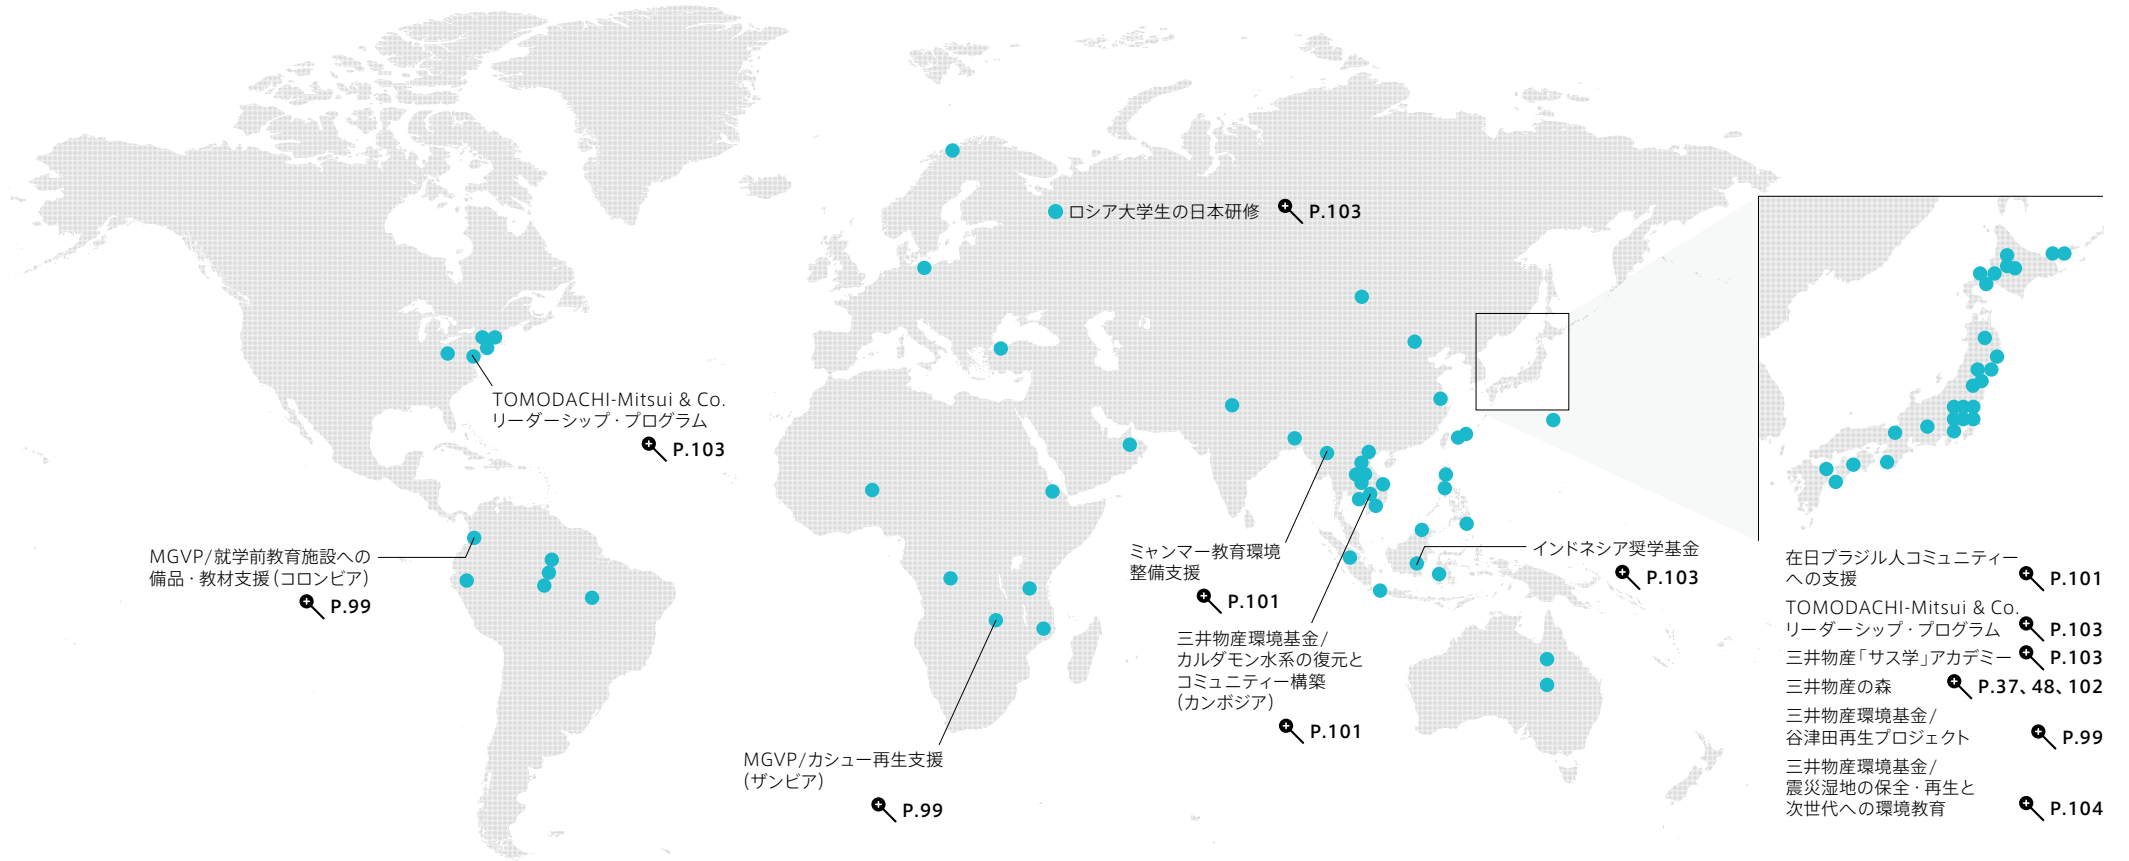 ロシア大学生の日本研修 P.103
TOMODACHI-Mitsui & Co.
リーダーシップ・プログラム
P.103
MGVP/就学前教育施設への
備品・教材支援(コロンビア)
P.99
MGVP/カシュー再生支援
(ザンビア)
P.99
ミャンマー教育環境
整備支援
P.101
三井物産環境基金/
カルダモン水系の復元と
コミュニティー構築
(カンボジア)
P.101
インドネシア奨学基金
P.103
在日ブラジル人コミュニティー
への支援 P.101
TOMODACHI-Mitsui & Co.
リーダーシップ・プログラム P.103
三井物産「サス学」アカデミー P.103
三井物産の森 P.37、48、102
三井物産環境基金/
谷津田再生プロジェクト P.99
三井物産環境基金/
震災湿地の保全・再生と
次世代への環境教育 P.104